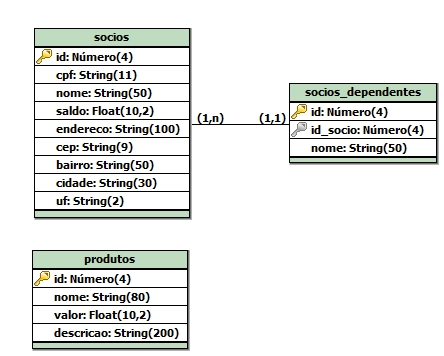 socios
id: Número(4)
cpf: String(11)
nome: String(50)
saldo: Float(10,2)
endereco: String(100)
cep: String(9)
bairro: String(50)
cidade: String(30)
uf: String(2)
(1,n)
(1,1)
socios_dependentes
id: Número(4)
id_socio: Número(4)
nome: String(50)
produtos
id: Número(4)
nome: String(80)
valor: Float(10,2)
descricao: String(200)